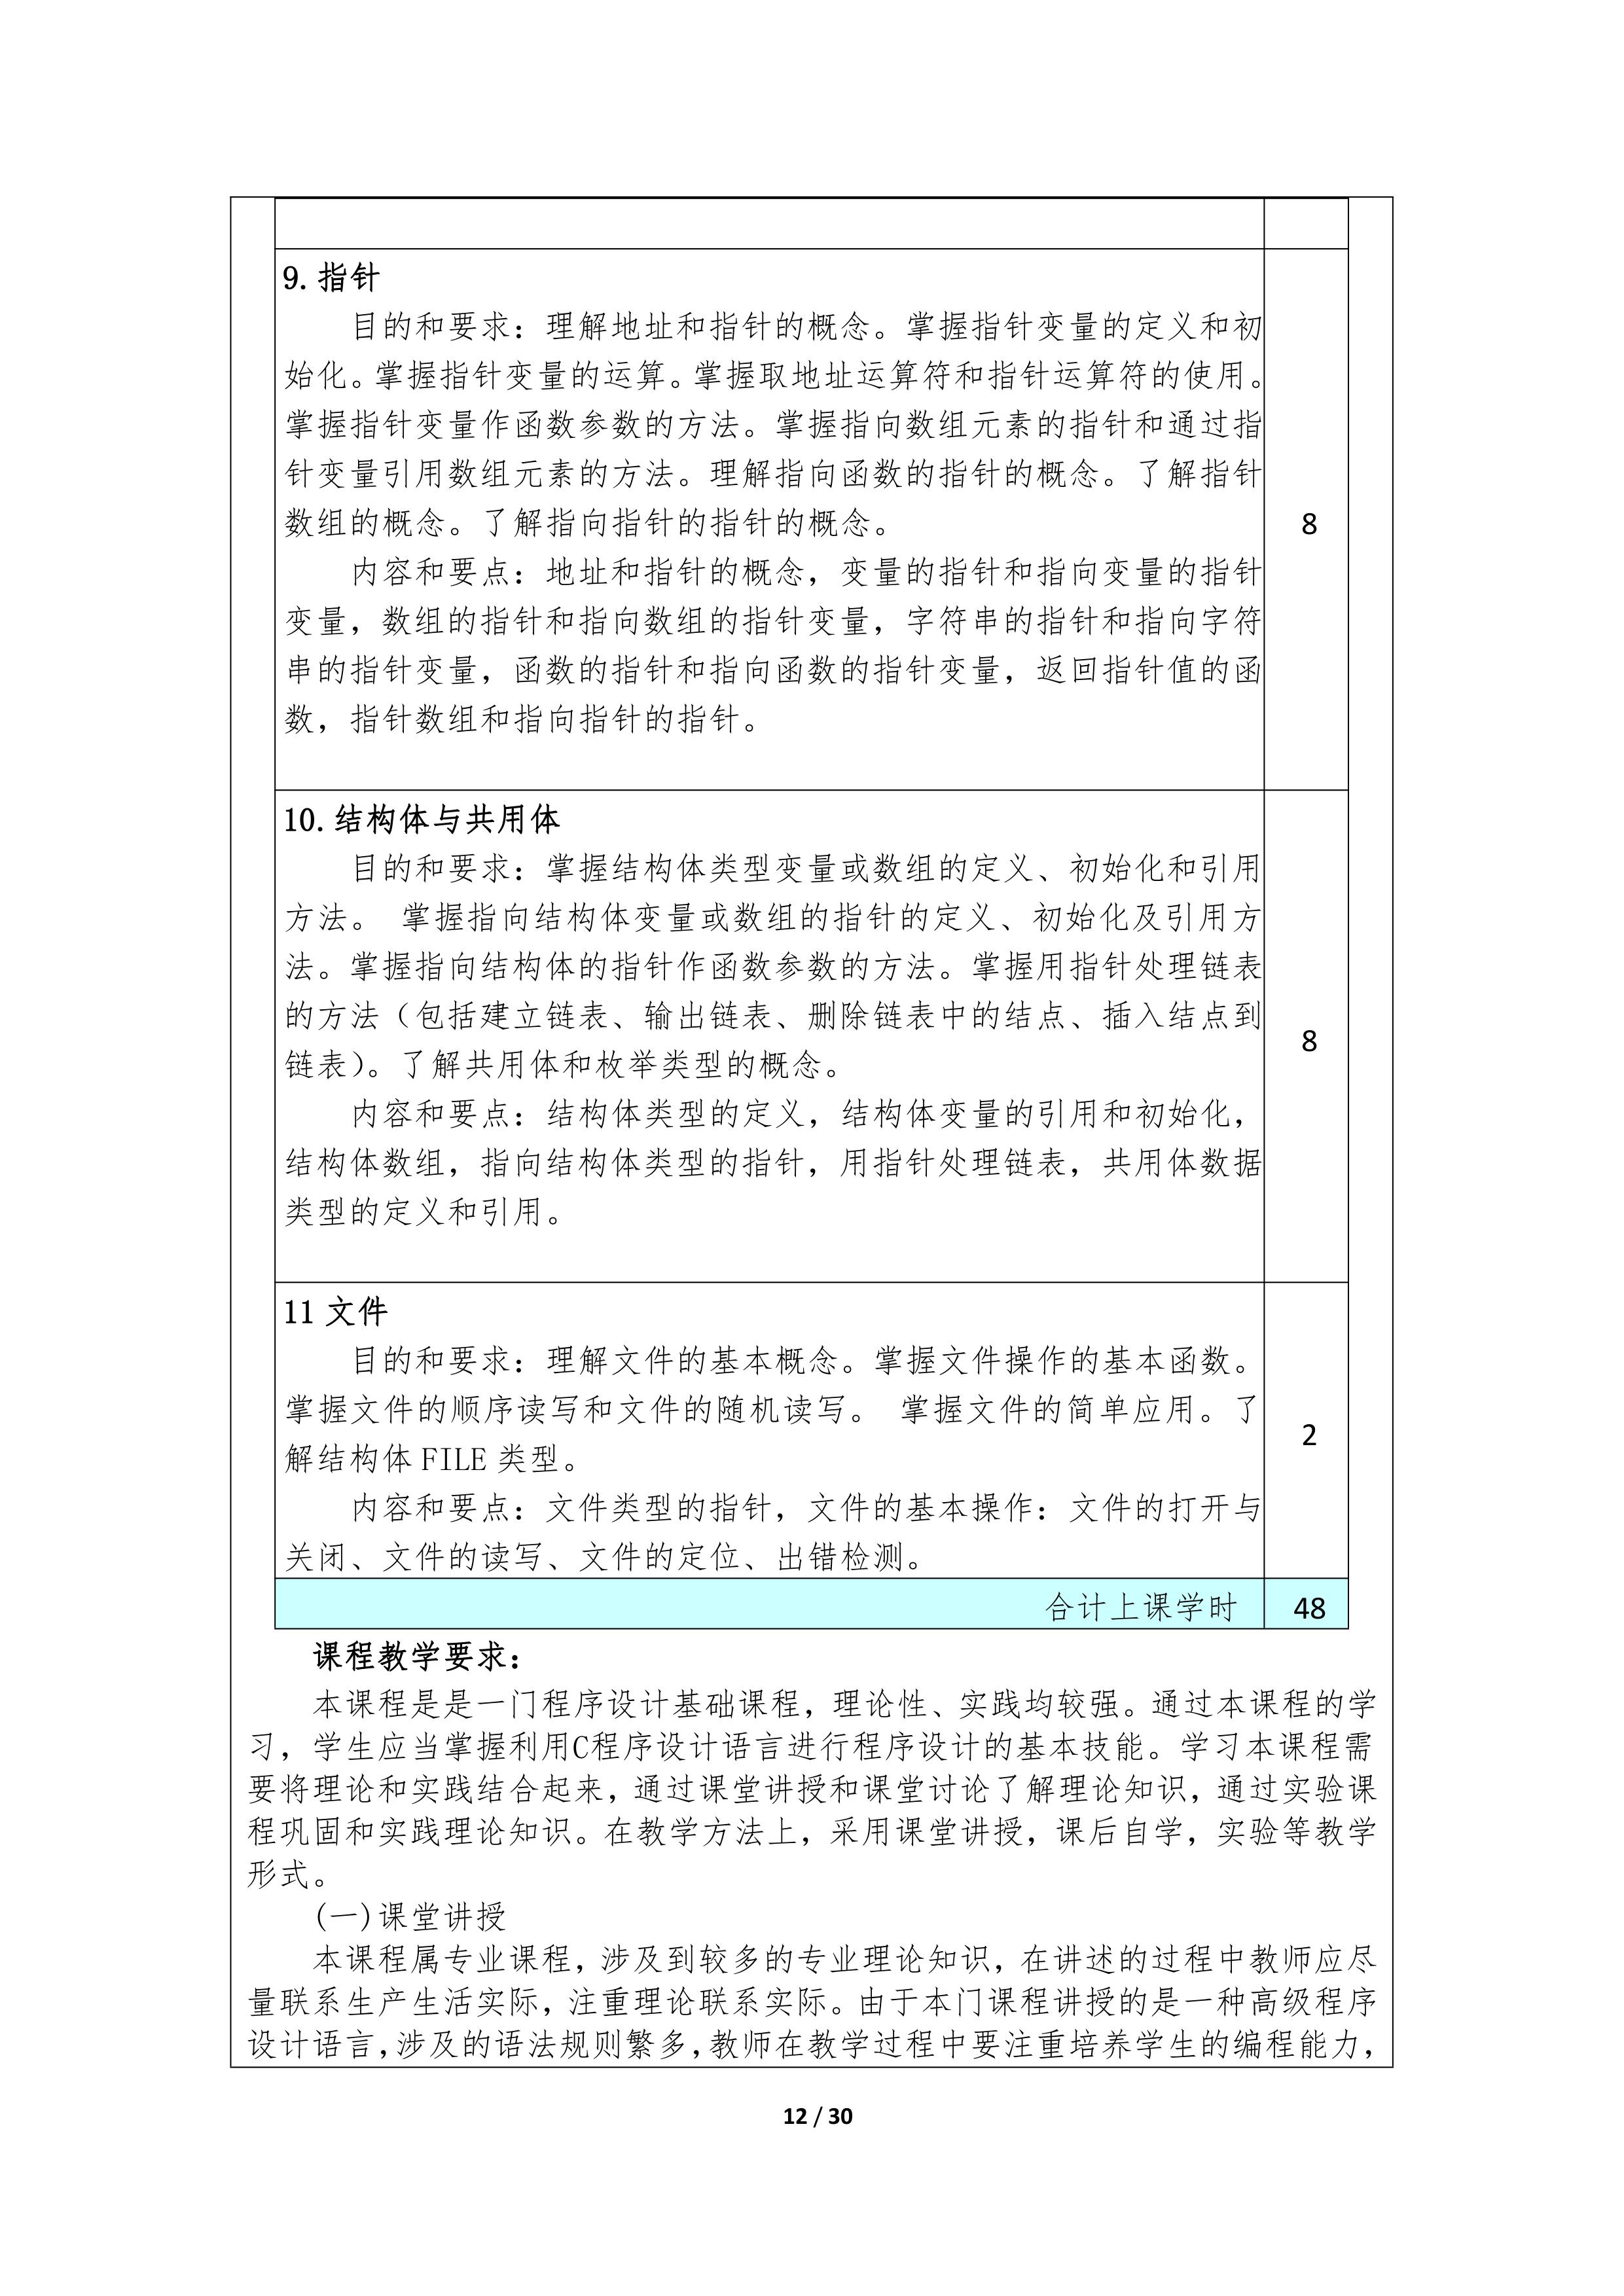 9.指针
目的和要求：理解地址和指针的概念。掌握指针变量的定义和初
始化。掌握指针变量的运算。掌握取地址运算符和指针运算符的使用。
掌握指针变量作函数参数的方法。掌握指向数组元素的指针和通过指
针变量引用数组元素的方法。理解指向函数的指针的概念。了解指针
数组的概念。了解指向指针的指针的概念。
8
内容和要点：地址和指针的概念，变量的指针和指向变量的指针
变量，数组的指针和指向数组的指针变量，字符串的指针和指向字符
串的指针变量，函数的指针和指向函数的指针变量，返回指针值的函
数，指针数组和指向指针的指针。
10.结构体与共用体
目的和要求：掌握结构体类型变量或数组的定义、初始化和引用
方法。 掌握指向结构体变量或数组的指针的定义、初始化及引用方
法。掌握指向结构体的指针作函数参数的方法。掌握用指针处理链表
的方法（包括建立链表、输出链表、删除链表中的结点、插入结点到
链表）。了解共用体和枚举类型的概念。
8
内容和要点：结构体类型的定义，结构体变量的引用和初始化，
结构体数组，指向结构体类型的指针，用指针处理链表，共用体数据
类型的定义和引用。
11 文件
目的和要求：理解文件的基本概念。掌握文件操作的基本函数。
掌握文件的顺序读写和文件的随机读写。 掌握文件的简单应用。了
解结构体 FILE 类型。
2
内容和要点：文件类型的指针，文件的基本操作：文件的打开与
关闭、文件的读写、文件的定位、出错检测。
合计上课学时 48
课程教学要求：
本课程是是一门程序设计基础课程，理论性、实践均较强。通过本课程的学
习，学生应当掌握利用C程序设计语言进行程序设计的基本技能。学习本课程需
要将理论和实践结合起来，通过课堂讲授和课堂讨论了解理论知识，通过实验课
程巩固和实践理论知识。在教学方法上，采用课堂讲授，课后自学，实验等教学
形式。
(一)课堂讲授
本课程属专业课程，涉及到较多的专业理论知识，在讲述的过程中教师应尽
量联系生产生活实际，注重理论联系实际。由于本门课程讲授的是一种高级程序
设计语言，涉及的语法规则繁多，教师在教学过程中要注重培养学生的编程能力，
12 / 30